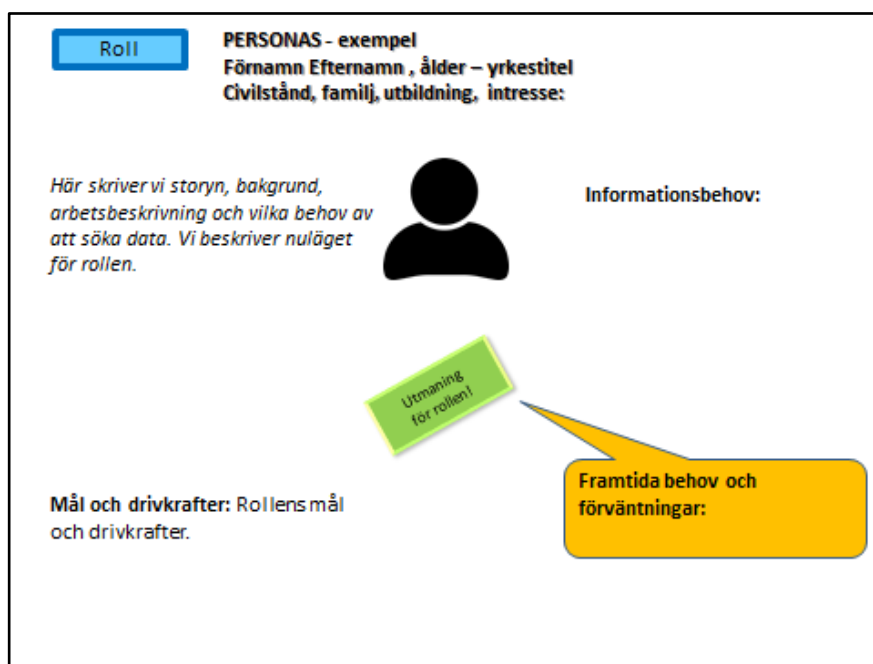 Roll
PERSONAS - exempel
Förnamn Efternamn , ålder – yrkestitel
Civilstånd, familj, utbildning, intresse:
Här skriver vi storyn, bakgrund,
arbetsbeskrivning och vilka behov av
att söka data. Vi beskriver nuläget
för rollen.
Informationsbehov:
Utmaning
för rollen!
Mål och drivkrafter: Rollens mål
och drivkrafter.
Framtida behov och
förväntningar: